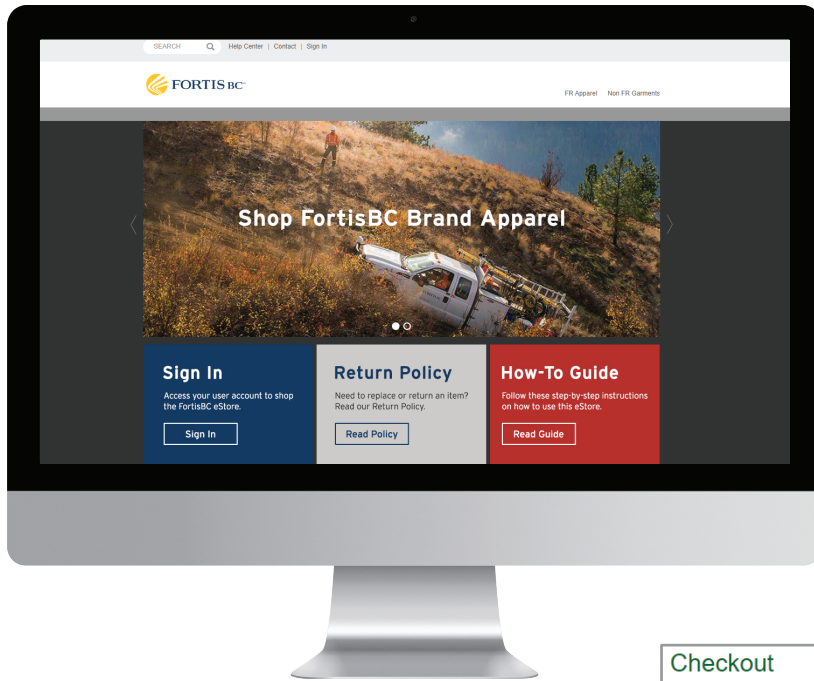 SEARCH Help Center | Contact | Sign In
FORTIS BC
FR Apparel Non FR Garments
Shop FortisBC Brand Apparel
Sign In
Access your user account to shop
the FortisBC eStore.
Sign In
Return Policy
Need to replace or return an item?
Read our Return Policy.
Read Policy
How-To Guide
Follow these step-by-step instructions
on how to use this eStore.
Read Guide
Checkout